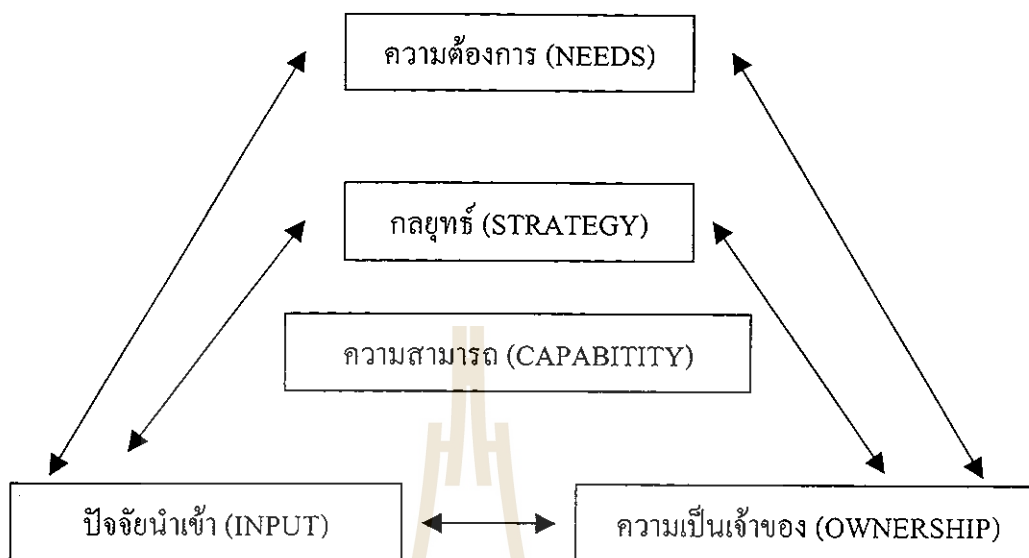 ความต้องการ (NEEDS)
กลยุทธ์ (STRATEGY)
ความสามารถ (CAPABITITY)
ปัจจัยนำเข้า (INPUT)
ความเป็นเจ้าของ (OWNERSHIP)